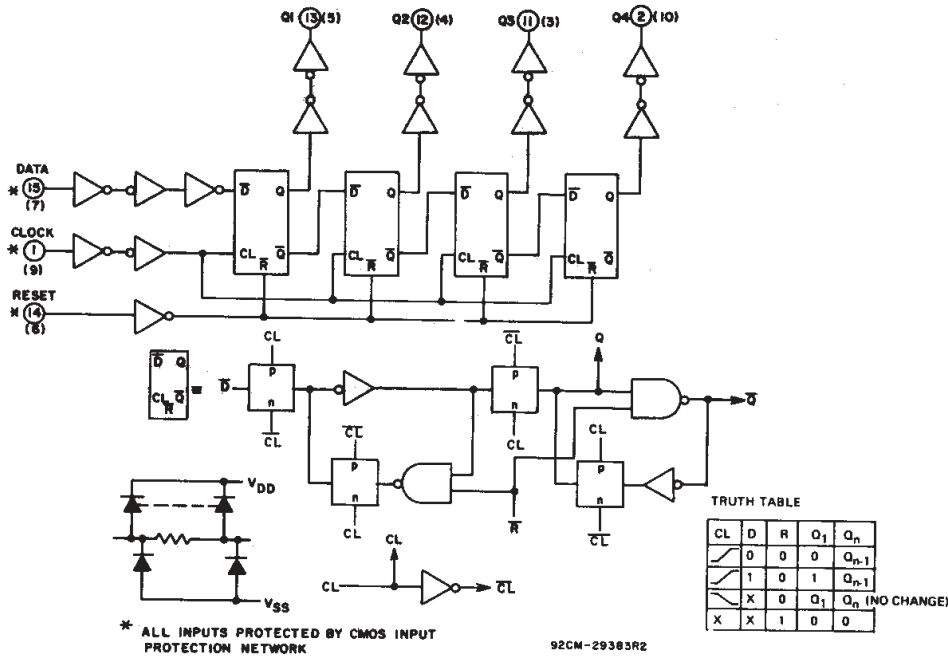 Q1 13 (5) Q2 12 (4) Q3 11 (3) Q4 2 (10)
DATA
* 15
(7)
D̅ Q D̅ Q D̅ Q D̅ Q
CLOCK
* 1
(9)
CL Q̅ CL Q̅ CL Q̅ CL Q̅
R̅ R̅ R̅ R̅
RESET
* 14
(6)
D̅ Q
CL Q̅
R̅
=
D̅
CL
p
n
C̅L̅
C̅L̅
p
n
CL
Q
Q̅
C̅L̅
p
n
CL
R̅
CL
p
n
C̅L̅
VDD
VSS
CL
CL
C̅L̅
TRUTH TABLE
CL D R Q1 Qn
0 0 0 Qn-1
1 0 1 Qn-1
X 0 Q1 Qn (NO CHANGE)
X X 1 0 0
* ALL INPUTS PROTECTED BY CMOS INPUT
PROTECTION NETWORK
92CM-29383R2